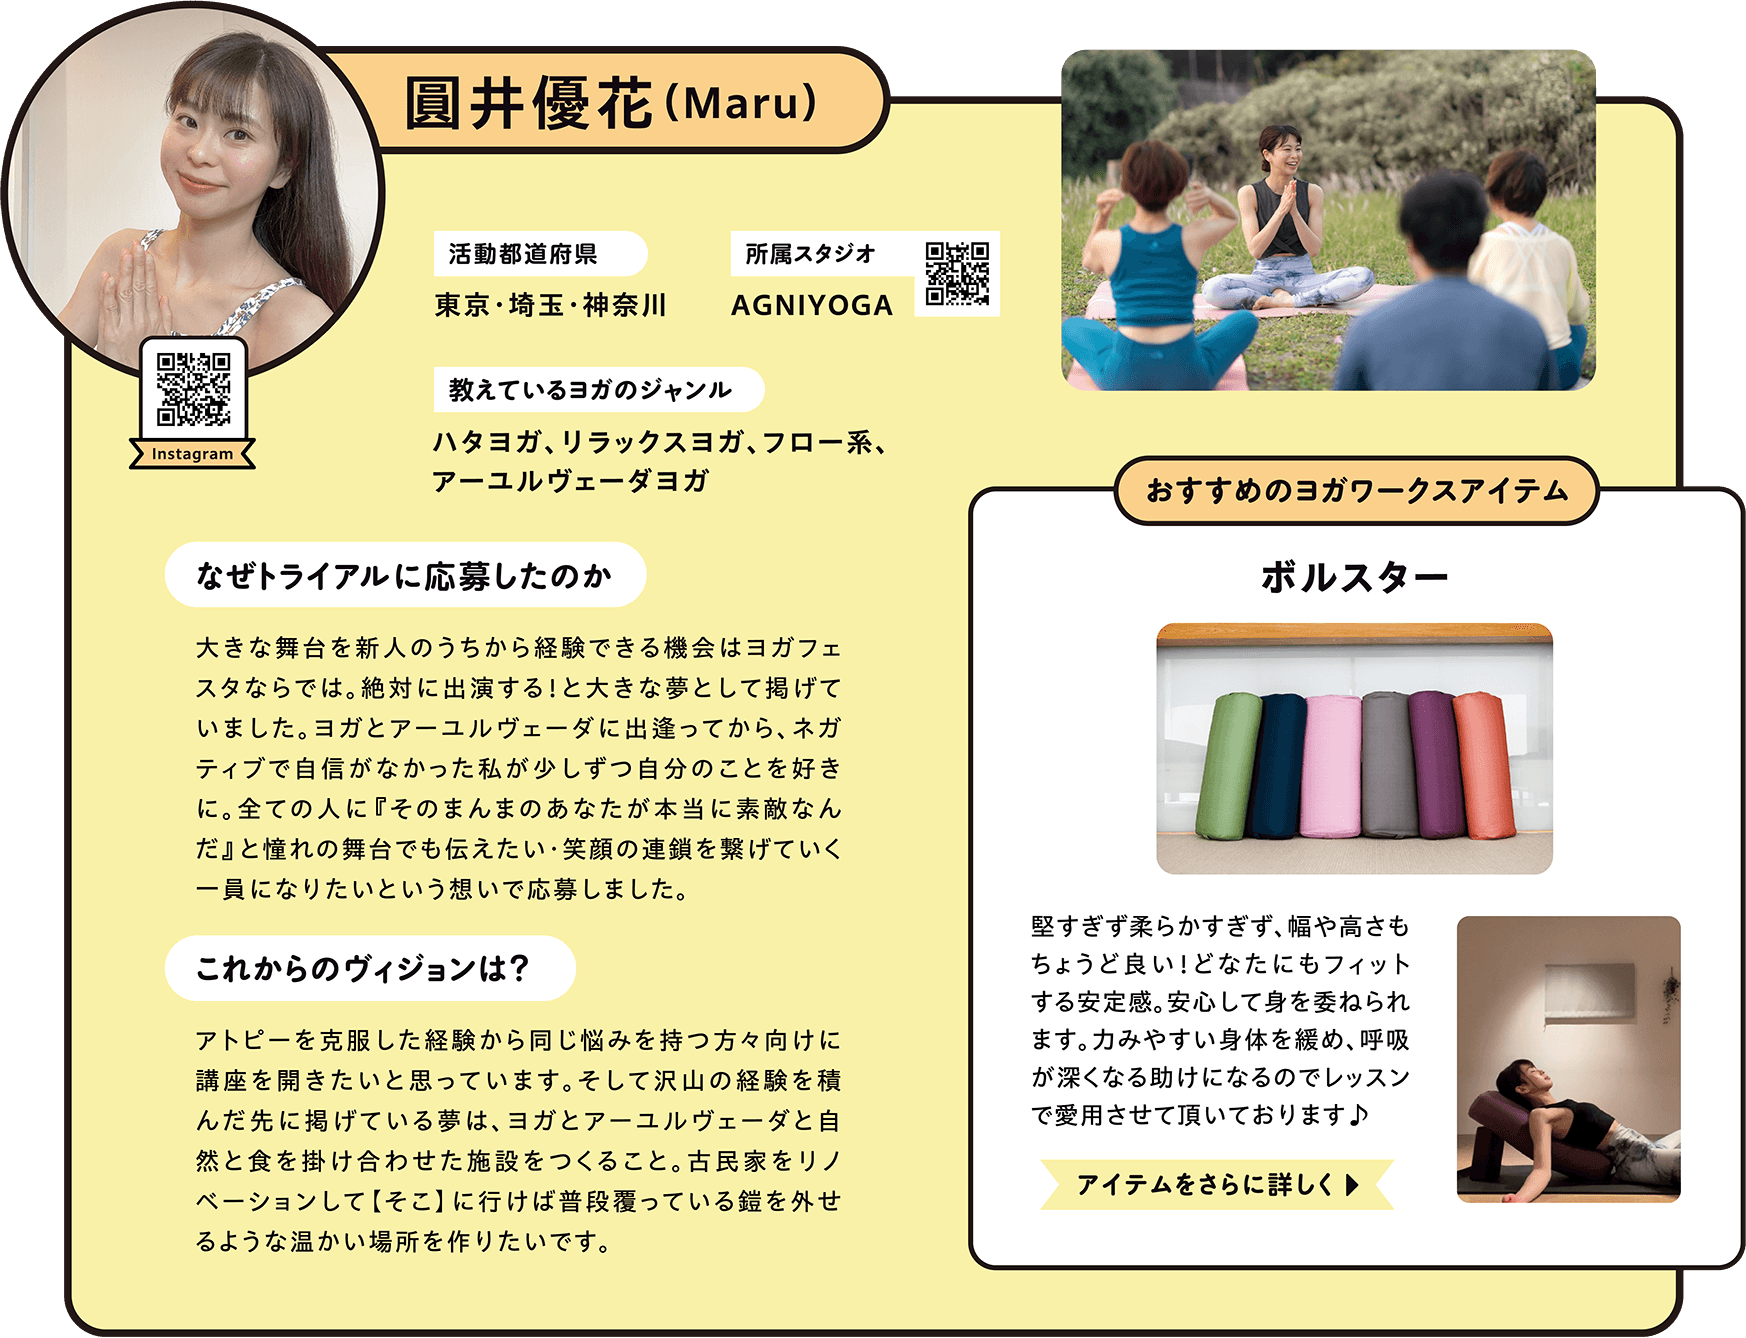 圓井優花(Maru)
活動都道府県
東京・埼玉・神奈川
所属スタジオ
AGNIYOGA
Instagram
教えているヨガのジャンル
ハタヨガ、リラックスヨガ、フロー系、
アーユルヴェーダヨガ
なぜトライアルに応募したのか
大きな舞台を新人のうちから経験できる機会はヨガフェ
スタならでは。絶対に出演する!と大きな夢として掲げて
いました。ヨガとアーユルヴェーダに出逢ってから、ネガ
ティブで自信がなかった私が少しずつ自分のことを好き
に。全ての人に『そのまんまのあなたが本当に素敵なん
だ』と憧れの舞台でも伝えたい・笑顔の連鎖を繋げていく
一員になりたいという想いで応募しました。
これからのヴィジョンは?
アトピーを克服した経験から同じ悩みを持つ方々向けに
講座を開きたいと思っています。そして沢山の経験を積
んだ先に掲げている夢は、ヨガとアーユルヴェーダと自
然と食を掛け合わせた施設をつくること。古民家をリノ
ベーションして【そこ】に行けば普段覆っている鎧を外せ
るような温かい場所を作りたいです。
おすすめのヨガワークスアイテム
ボルスター
堅すぎず柔らかすぎず、幅や高さも
ちょうど良い!どなたにもフィット
する安定感。安心して身を委ねられ
ます。力みやすい身体を緩め、呼吸
が深くなる助けになるのでレッスン
で愛用させて頂いております♪
アイテムをさらに詳しく▶